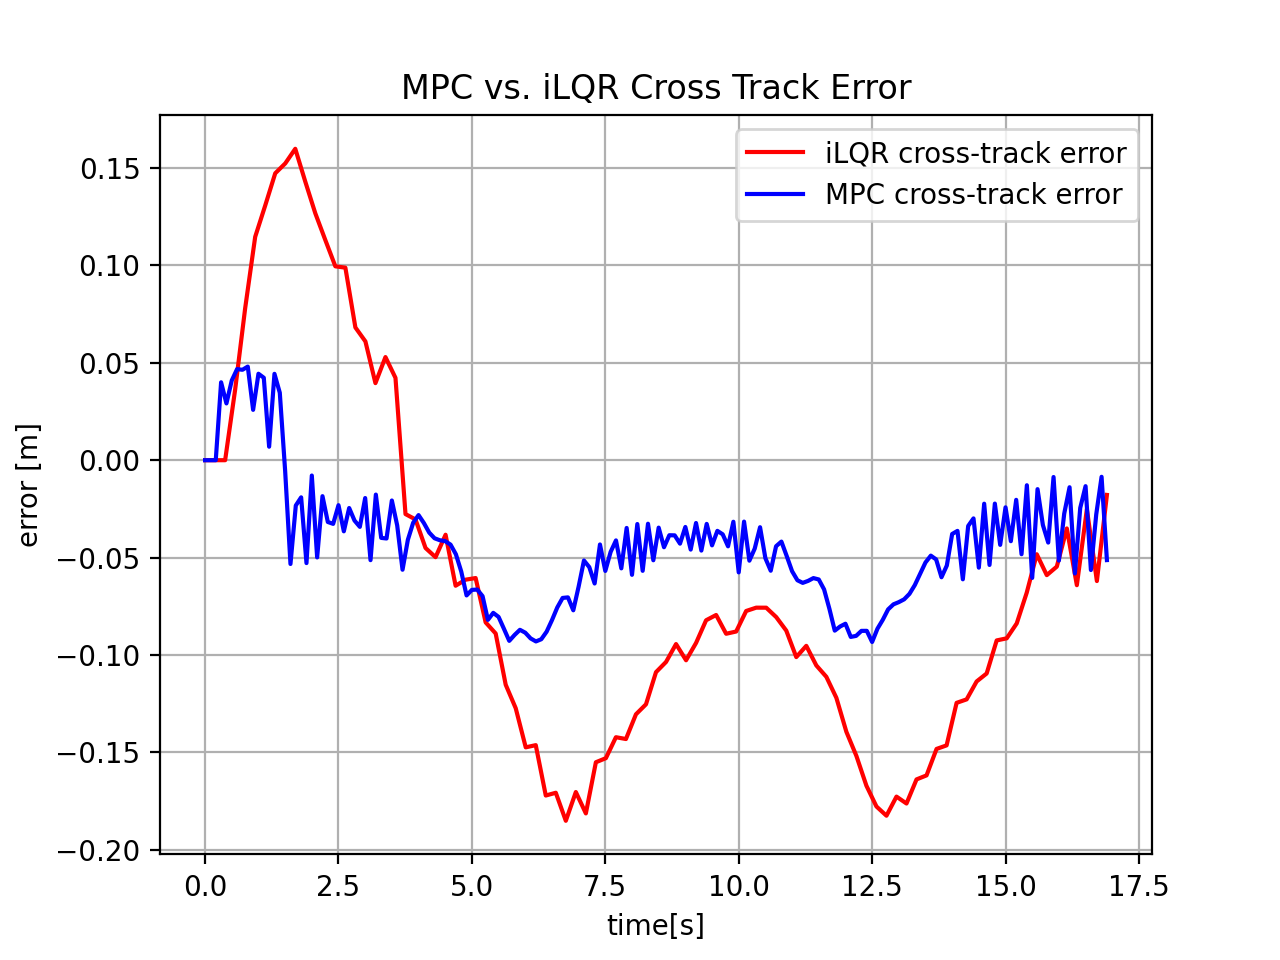 MPC vs. iLQR Cross Track Error
iLQR cross-track error
MPC cross-track error
0.15
0.10
0.05
0.00
−0.05
−0.10
−0.15
−0.20
error [m]
0.0 2.5 5.0 7.5 10.0 12.5 15.0 17.5
time[s]